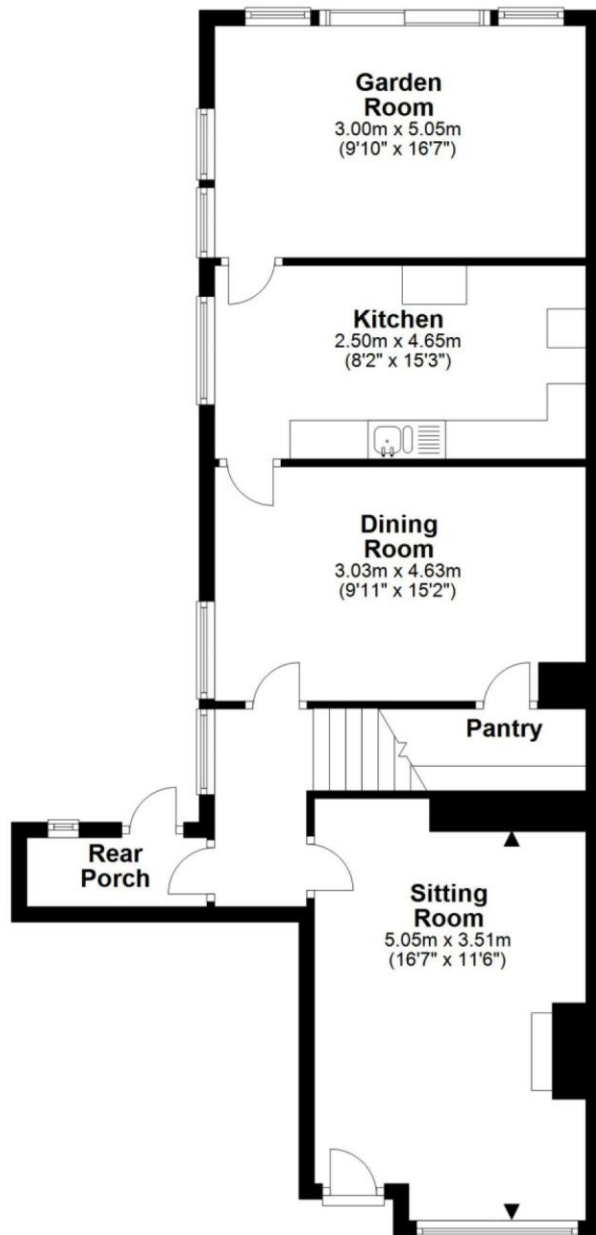 Garden
Room
3.00m x 5.05m
(9'10" x 16'7")
Kitchen
2.50m x 4.65m
(8'2" x 15'3")
Dining
Room
3.03m x 4.63m
(9'11" x 15'2")
Pantry
Rear
Porch
Sitting
Room
5.05m x 3.51m
(16'7" x 11'6")